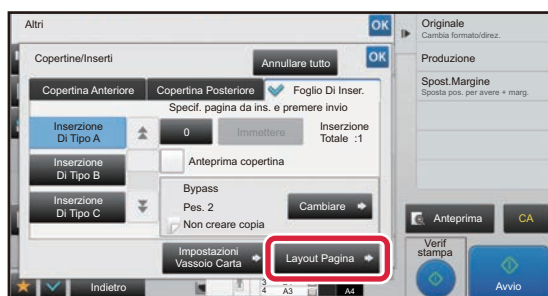 Altri
OK
Copertine/Inserti
Annullare tutto
OK
Copertina Anteriore
Copertina Posteriore
Foglio Di Inser.
Specif. pagina da ins. e premere invio
Inserzione
Di Tipo A
0
Immettere
Inserzione
Totale :1
Inserzione
Di Tipo B
Anteprima copertina
Inserzione
Di Tipo C
Bypass
Pes. 2
Non creare copia
Cambiare
Impostazioni
Vassoio Carta
Layout Pagina
Indietro
3
4
A3
A4
Originale
Cambia formato/direz.
Produzione
Spost.Margine
Sposta pos. per avere + marg.
Anteprima
CA
Verif
stampa
Avvio